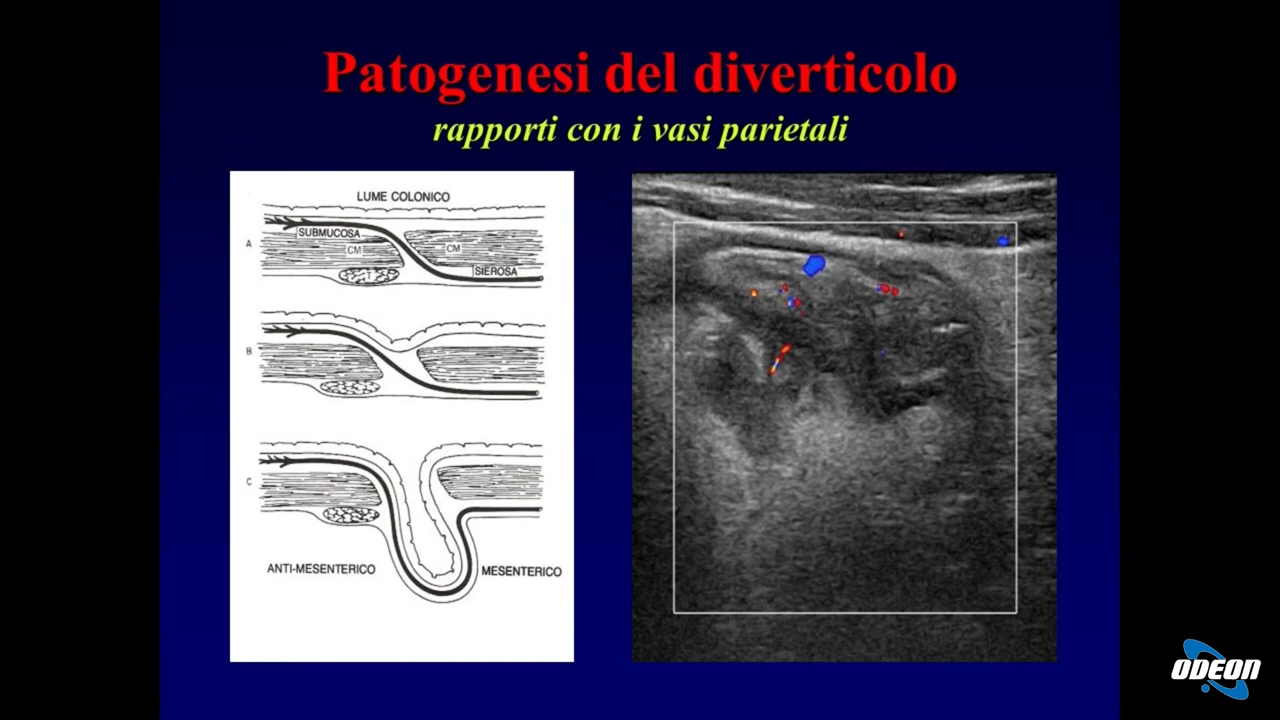 Patogenesi del diverticolo
rapporti con i vasi parietali
LUME COLONICO
A
SUBMUCOSA
CM
CM
T
SIEROSA
B
C
ANTI-MESENTERICO
MESENTERICO
ODEON